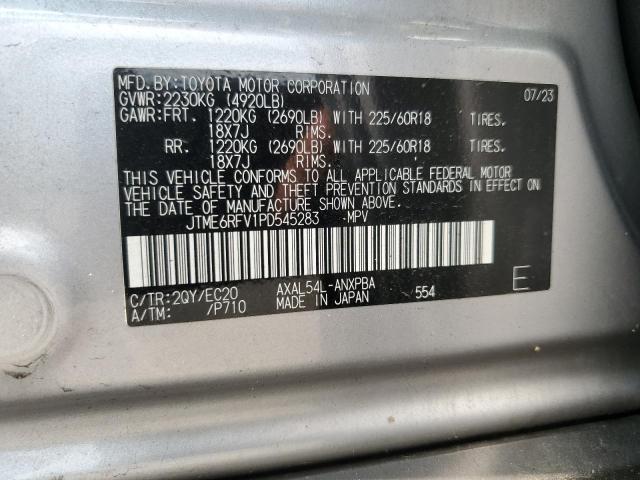 MFD.BY:TOYOTA MOTOR CORPORATION 07/23
GVWR:2230KG (4920LB)
GAWR:FRT. 1220KG (2690LB) WITH 225/60R18 TIRES.
18X7J RIMS.
RR. 1220KG (2690LB) WITH 225/60R18 TIRES.
18X7J RIMS.
THIS VEHICLE CONFORMS TO ALL APPLICABLE FEDERAL MOTOR
VEHICLE SAFETY AND THEFT PREVENTION STANDARDS IN EFFECT ON
THE DATE OF MANUFACTURE SHOWN ABOVE.
JTME6RFV1PD545283 MPV
C/TR:2QY/EC20 AXAL54L-ANXPBA 554 E
A/TM: /P710 MADE IN JAPAN